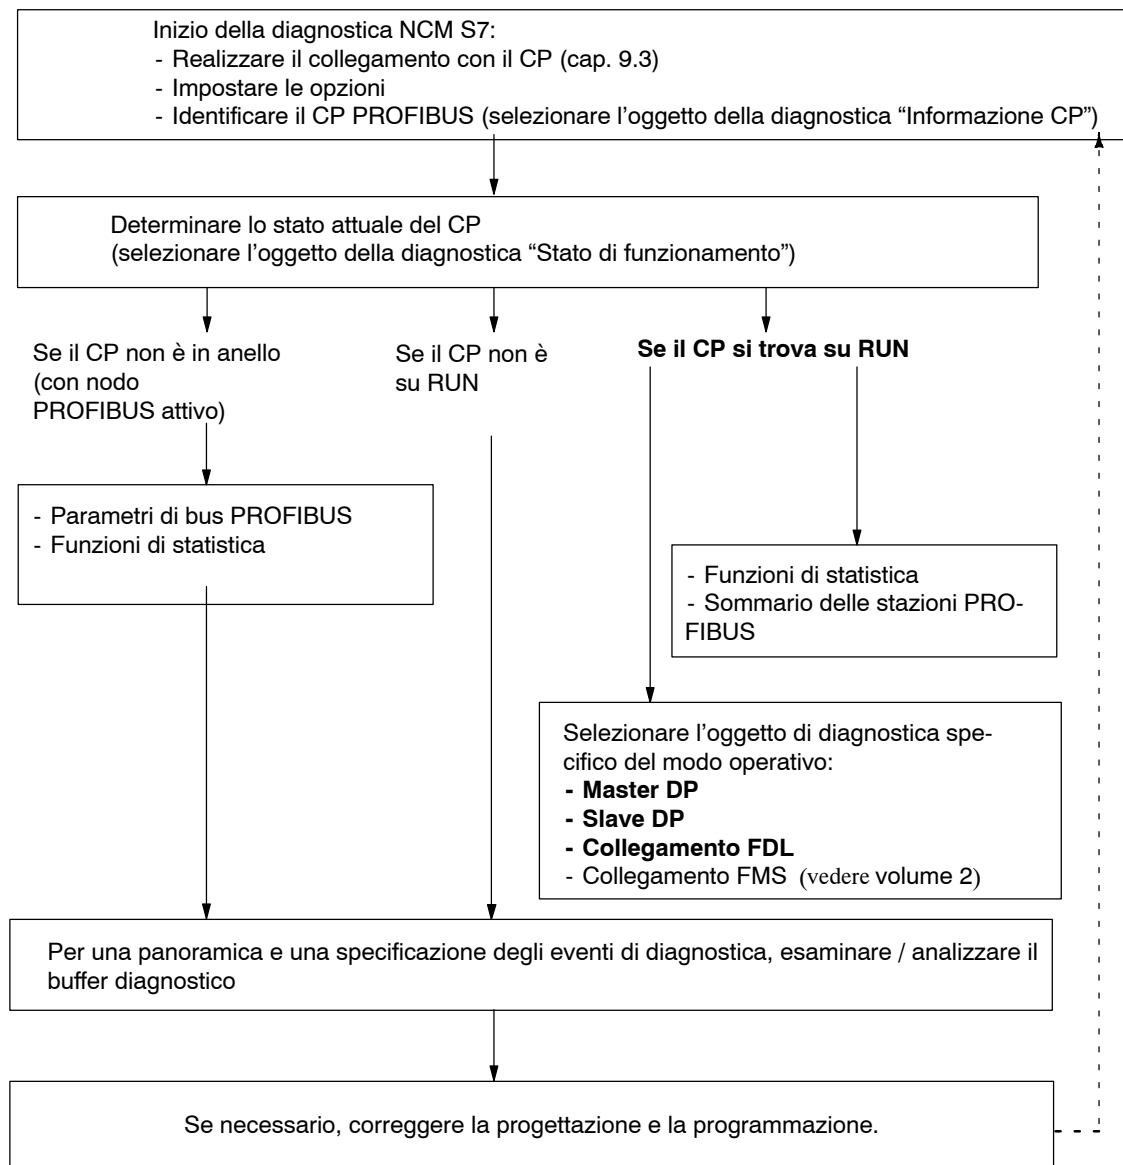 Inizio della diagnostica NCM S7:
- Realizzare il collegamento con il CP (cap. 9.3)
- Impostare le opzioni
- Identificare il CP PROFIBUS (selezionare l’oggetto della diagnostica “Informazione CP”)
Determinare lo stato attuale del CP
(selezionare l’oggetto della diagnostica “Stato di funzionamento”)
Se il CP non è in anello
(con nodo
PROFIBUS attivo)
Se il CP non è
su RUN
Se il CP si trova su RUN
- Parametri di bus PROFIBUS
- Funzioni di statistica
- Funzioni di statistica
- Sommario delle stazioni PRO-
FIBUS
Selezionare l’oggetto di diagnostica spe-
cifico del modo operativo:
- Master DP
- Slave DP
- Collegamento FDL
- Collegamento FMS (vedere volume 2)
Per una panoramica e una specificazione degli eventi di diagnostica, esaminare / analizzare il
buffer diagnostico
Se necessario, correggere la progettazione e la programmazione.